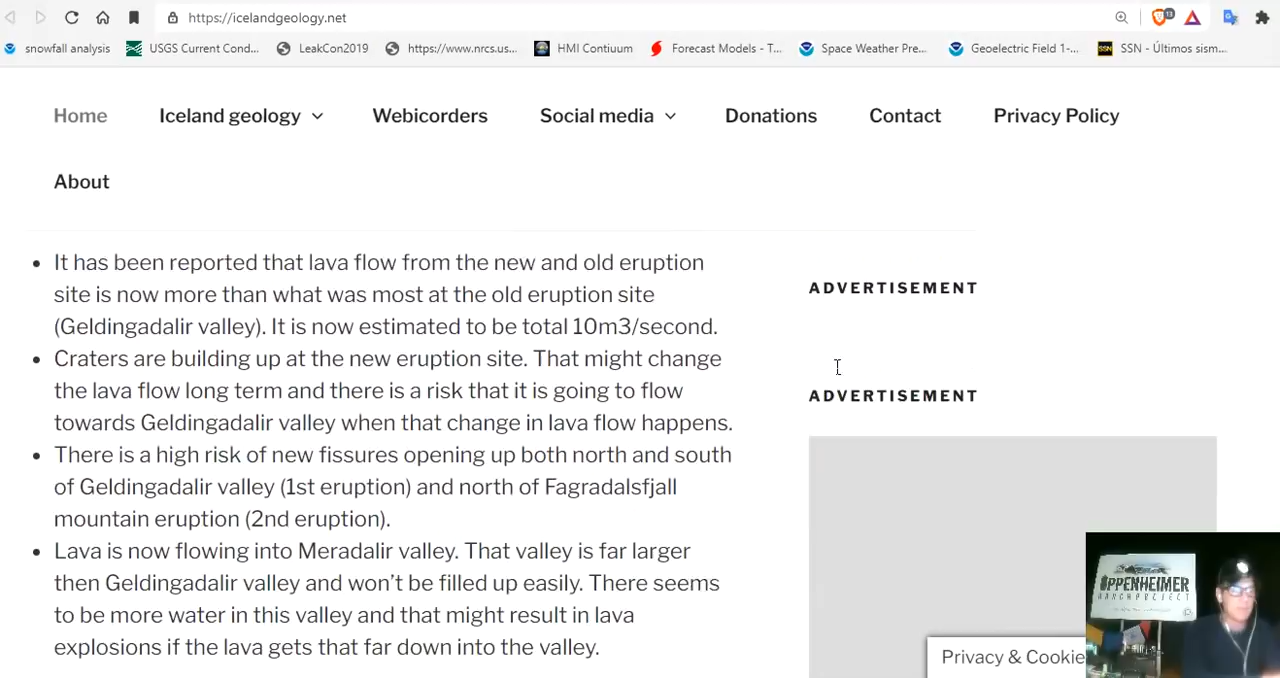 https://icelandgeology.net
13
snowfall analysis
USGS Current Cond...
LeakCon2019
https://www.nrcs.us...
HMI Contiuum
Forecast Models - T...
Space Weather Pre...
Geoelectric Field 1-...
SSN
SSN - Últimos sism...
Home
Iceland geology
Webicorders
Social media
Donations
Contact
Privacy Policy
About
• It has been reported that lava flow from the new and old eruption
site is now more than what was most at the old eruption site
(Geldingadalir valley). It is now estimated to be total 10m3/second.
• Craters are building up at the new eruption site. That might change
the lava flow long term and there is a risk that it is going to flow
towards Geldingadalir valley when that change in lava flow happens.
• There is a high risk of new fissures opening up both north and south
of Geldingadalir valley (1st eruption) and north of Fagradalsfjall
mountain eruption (2nd eruption).
• Lava is now flowing into Meradalir valley. That valley is far larger
then Geldingadalir valley and won't be filled up easily. There seems
to be more water in this valley and that might result in lava
explosions if the lava gets that far down into the valley.
ADVERTISEMENT
ADVERTISEMENT
Privacy & Cookie
OPPENHEIMER
RANCH PROJECT